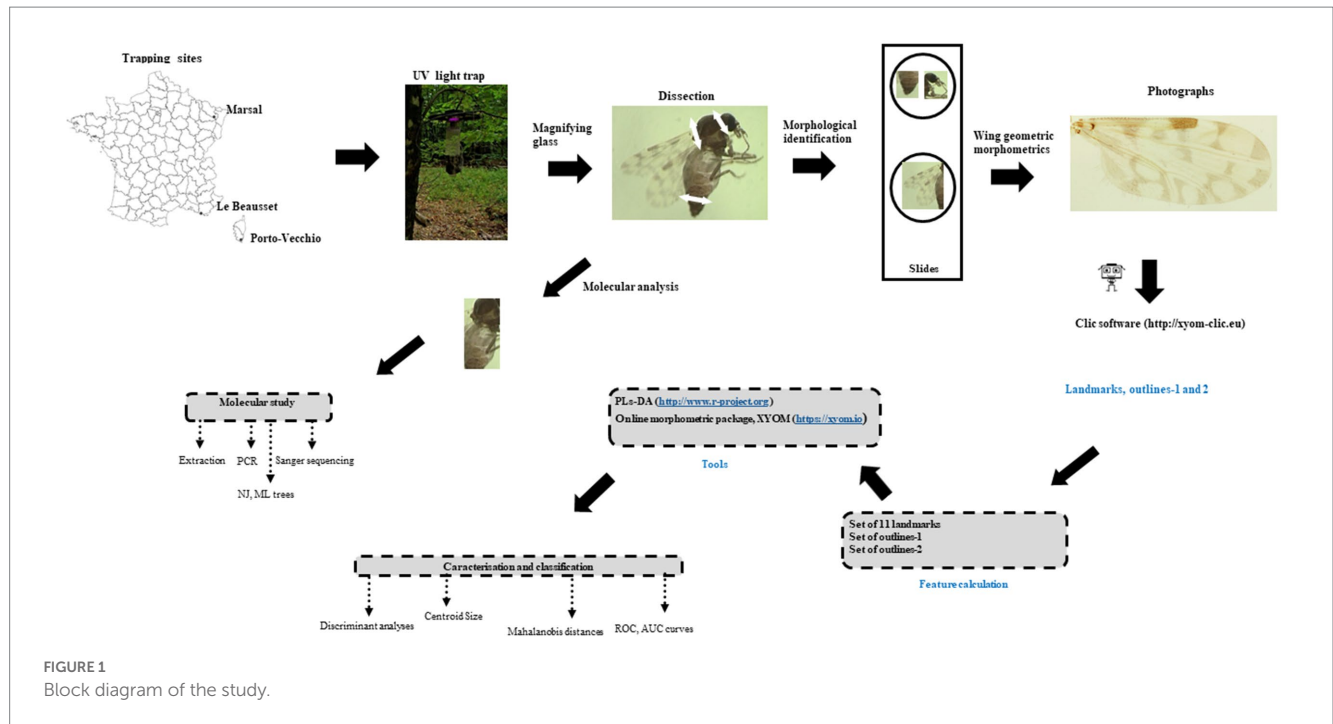 Trapping sites
Marsal
Le Beausset
Porto-Vecchio
UV light trap
Magnifying
glass
Dissection
Morphological
identification
Slides
Wing geometric
morphometrics
Photographs
Clic software (http://xyom-clic.eu)
Landmarks, outlines-1 and 2
Molecular analysis
Molecular study
Extraction
PCR
Sanger sequencing
NJ, ML trees
PLs-DA (http://www.r-project.org)
Online morphometric package, XYOM (https://xyom.io)
Tools
Set of 11 landmarks
Set of outlines-1
Set of outlines-2
Feature calculation
Caracterisation and classification
Discriminant analyses
Centroid Size
Mahalanobis distances
ROC, AUC curves
FIGURE 1
Block diagram of the study.